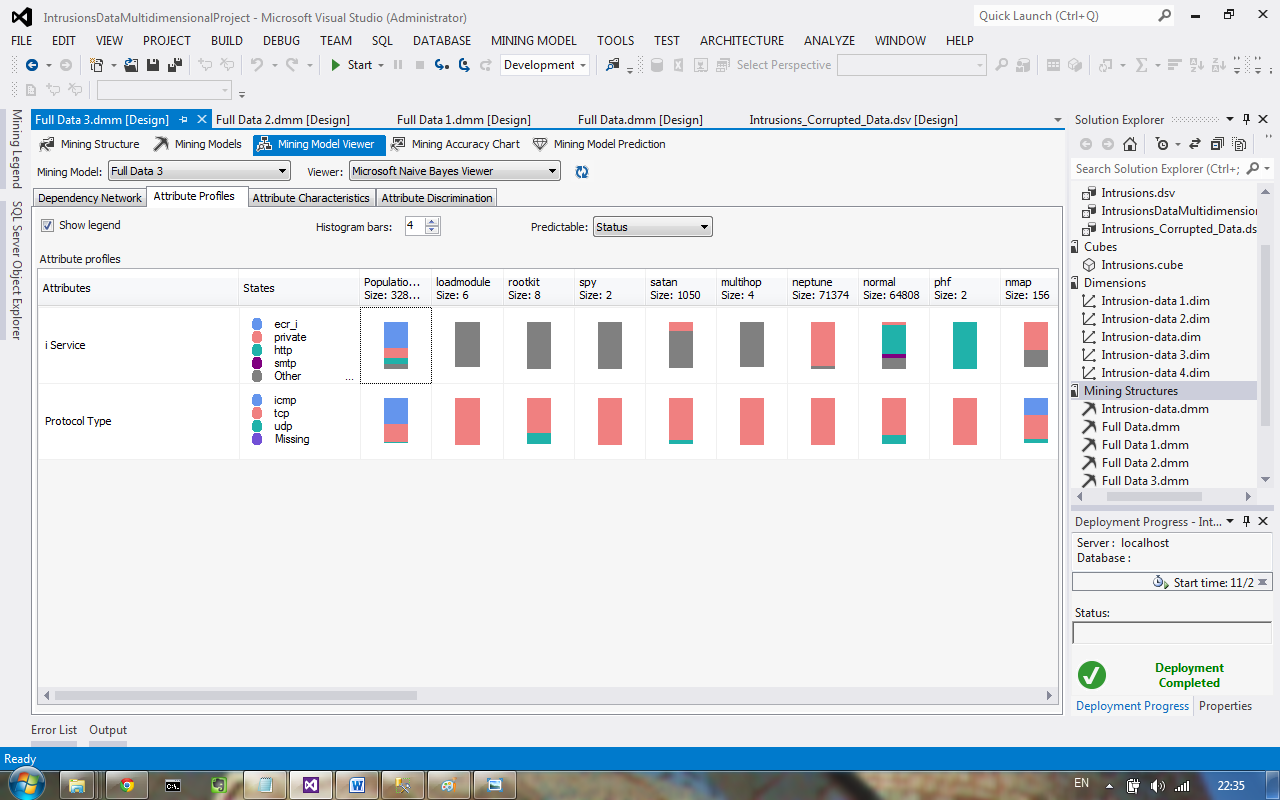 IntrusionsDataMultidimensionalProject - Microsoft Visual Studio (Administrator)
Quick Launch (Ctrl+Q)
FILE EDIT VIEW PROJECT BUILD DEBUG TEAM SQL DATABASE MINING MODEL TOOLS TEST ARCHITECTURE ANALYZE WINDOW HELP
Start Development Select Perspective
Mining Legend
SQL Server Object Explorer
Full Data 3.dmm [Design] Full Data 2.dmm [Design] Full Data 1.dmm [Design] Full Data.dmm [Design] Intrusions_Corrupted_Data.dsv [Design]
Mining Structure Mining Models Mining Model Viewer Mining Accuracy Chart Mining Model Prediction
Mining Model: Full Data 3 Viewer: Microsoft Naive Bayes Viewer
Dependency Network Attribute Profiles Attribute Characteristics Attribute Discrimination
Show legend Histogram bars: 4 Predictable: Status
Attribute profiles
Attributes States Populatio... loadmodule rootkit spy satan multihop neptune normal phf nmap
Size: 328... Size: 6 Size: 8 Size: 2 Size: 1050 Size: 4 Size: 71374 Size: 64808 Size: 2 Size: 156
i Service
ecr_i
private
http
smtp
Other ...
Protocol Type
icmp
tcp
udp
Missing
Solution Explorer
Search Solution Explorer (Ctrl+;
Intrusions.dsv
IntrusionsDataMultidimension
Intrusions_Corrupted_Data.ds
Cubes
Intrusions.cube
Dimensions
Intrusion-data 1.dim
Intrusion-data 2.dim
Intrusion-data.dim
Intrusion-data 3.dim
Intrusion-data 4.dim
Mining Structures
Intrusion-data.dmm
Full Data.dmm
Full Data 1.dmm
Full Data 2.dmm
Full Data 3.dmm
Deployment Progress - Int...
Server : localhost
Database :
Start time: 11/2
Status:
Deployment
Completed
Deployment Progress Properties
Error List Output
Ready
EN 22:35